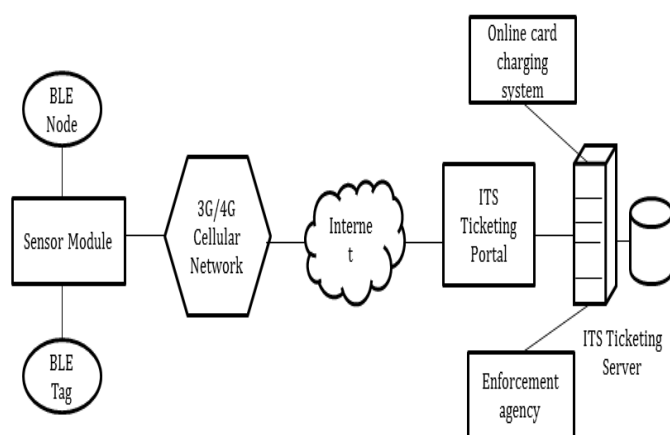 BLE
Node
Sensor Module
BLE
Tag
3G/4G
Cellular
Network
Interne
t
ITS
Ticketing
Portal
Online card
charging
system
ITS Ticketing
Server
Enforcement
agency